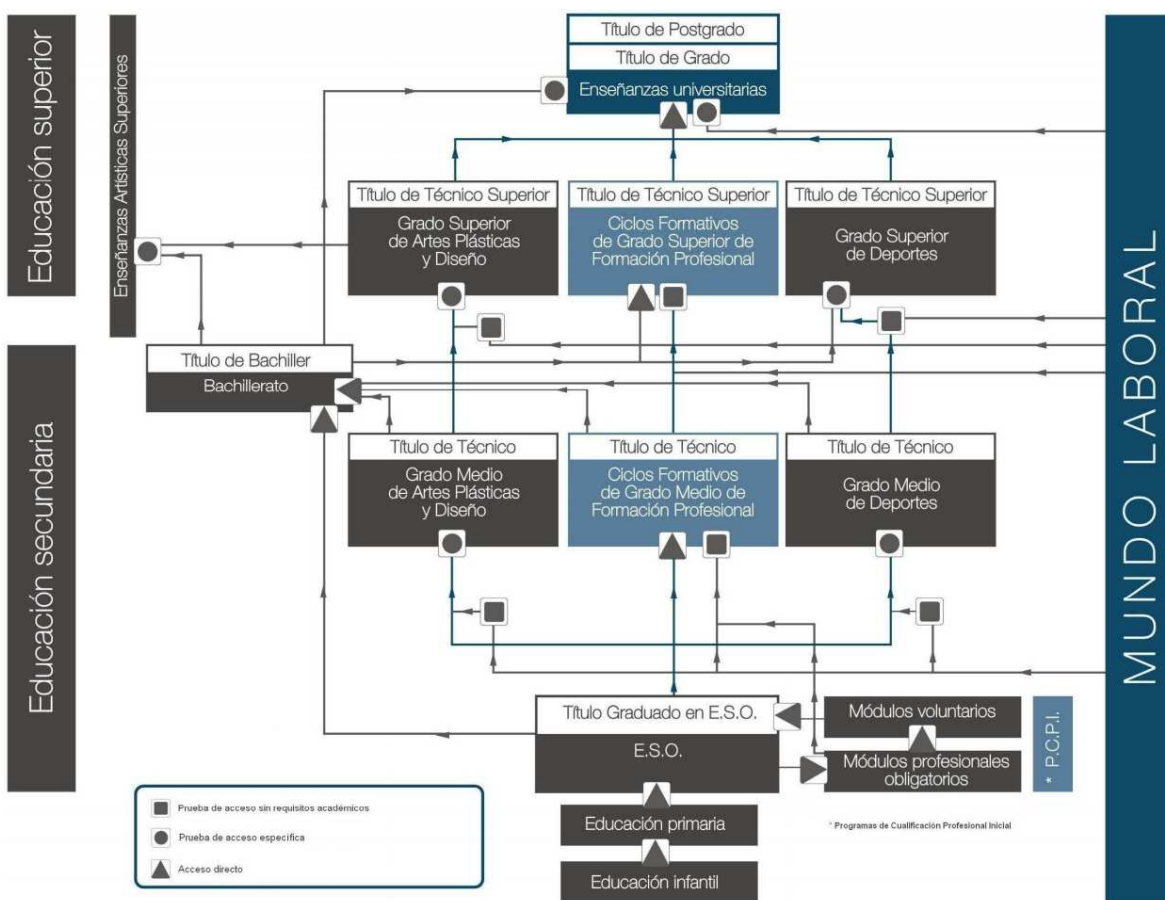 Educación superior
Enseñanzas Artísticas Superiores
Título de Postgrado
Título de Grado
Enseñanzas universitarias
Título de Técnico Superior
Grado Superior
de Artes Plásticas
y Diseño
Título de Técnico Superior
Ciclos Formativos
de Grado Superior de
Formación Profesional
Título de Técnico Superior
Grado Superior
de Deportes
MUNDO LABORAL
Educación secundaria
Título de Bachiller
Bachillerato
Título de Técnico
Grado Medio
de Artes Plásticas
y Diseño
Título de Técnico
Ciclos Formativos
de Grado Medio de
Formación Profesional
Título de Técnico
Grado Medio
de Deportes
Título Graduado en E.S.O.
E.S.O.
Módulos voluntarios
Módulos profesionales
obligatorios
* P.C.P.I.
Educación primaria
Educación infantil
* Programas de Cualificación Profesional Inicial
Prueba de acceso sin requisitos académicos
Prueba de acceso específica
Acceso directo